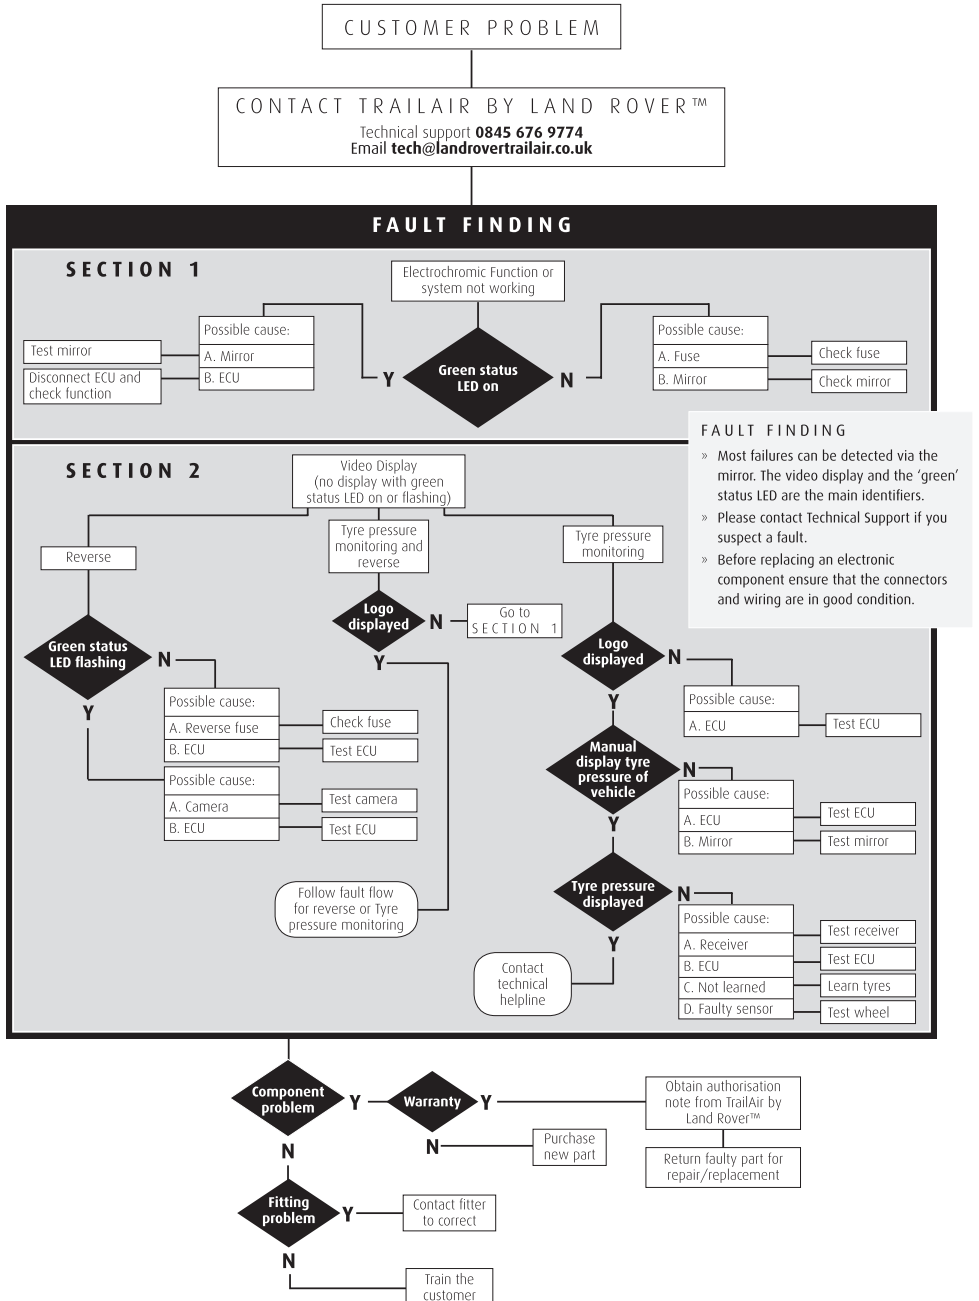 CUSTOMER PROBLEM
CONTACT TRAILAIR BY LAND ROVER™
Technical support 0845 676 9774
Email tech@landrovertrailair.co.uk
FAULT FINDING
SECTION 1
Electrochromic Function or
system not working
Green status
LED on
Y
Possible cause:
A. Mirror
B. ECU
Test mirror
Disconnect ECU and
check function
N
Possible cause:
A. Fuse
B. Mirror
Check fuse
Check mirror
FAULT FINDING
» Most failures can be detected via the
mirror. The video display and the ‘green’
status LED are the main identifiers.
» Please contact Technical Support if you
suspect a fault.
» Before replacing an electronic
component ensure that the connectors
and wiring are in good condition.
SECTION 2
Video Display
(no display with green
status LED on or flashing)
Reverse
Green status
LED flashing
N
Possible cause:
A. Reverse fuse
B. ECU
Check fuse
Test ECU
Y
Possible cause:
A. Camera
B. ECU
Test camera
Test ECU
Tyre pressure
monitoring and
reverse
Logo
displayed
N
Go to
SECTION 1
Y
Follow fault flow
for reverse or Tyre
pressure monitoring
Tyre pressure
monitoring
Logo
displayed
N
Possible cause:
A. ECU
Test ECU
Y
Manual
display tyre
pressure of
vehicle
N
Possible cause:
A. ECU
B. Mirror
Test ECU
Test mirror
Y
Tyre pressure
displayed
N
Possible cause:
A. Receiver
B. ECU
C. Not learned
D. Faulty sensor
Test receiver
Test ECU
Learn tyres
Test wheel
Y
Contact
technical
helpline
Component
problem
Y
Warranty
Y
Obtain authorisation
note from TrailAir by
Land Rover™
Return faulty part for
repair/replacement
N
Purchase
new part
N
Fitting
problem
Y
Contact fitter
to correct
N
Train the
customer